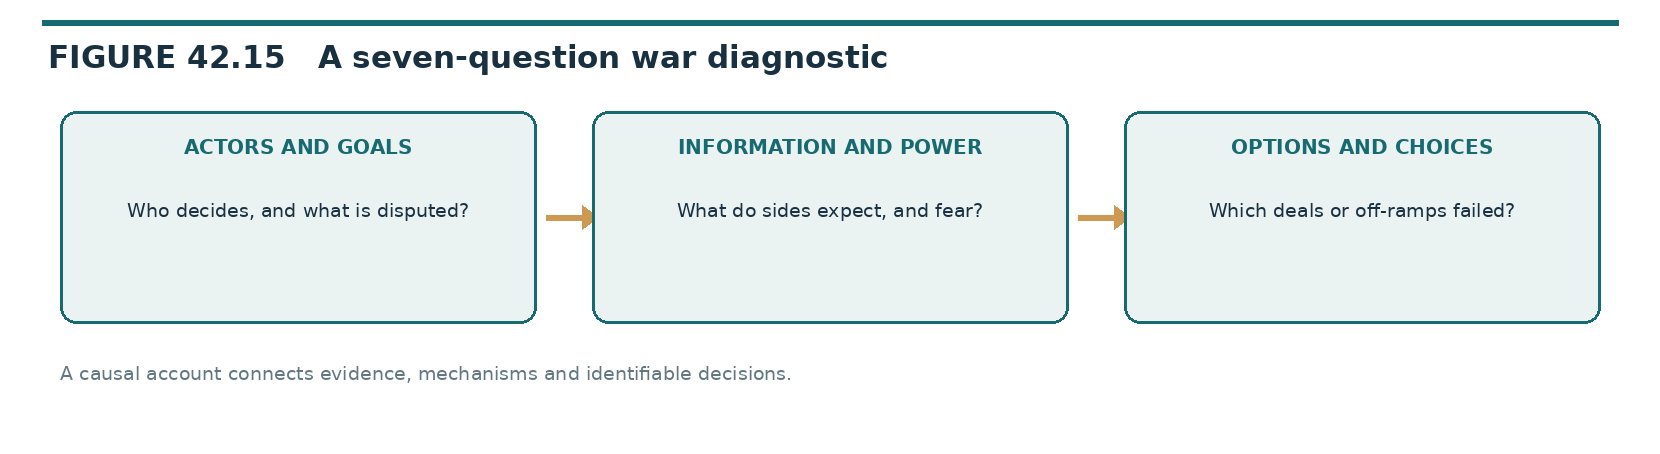 FIGURE 42.15 A seven-question war diagnostic
ACTORS AND GOALS
Who decides, and what is disputed?
INFORMATION AND POWER
What do sides expect, and fear?
OPTIONS AND CHOICES
Which deals or off-ramps failed?
A causal account connects evidence, mechanisms and identifiable decisions.